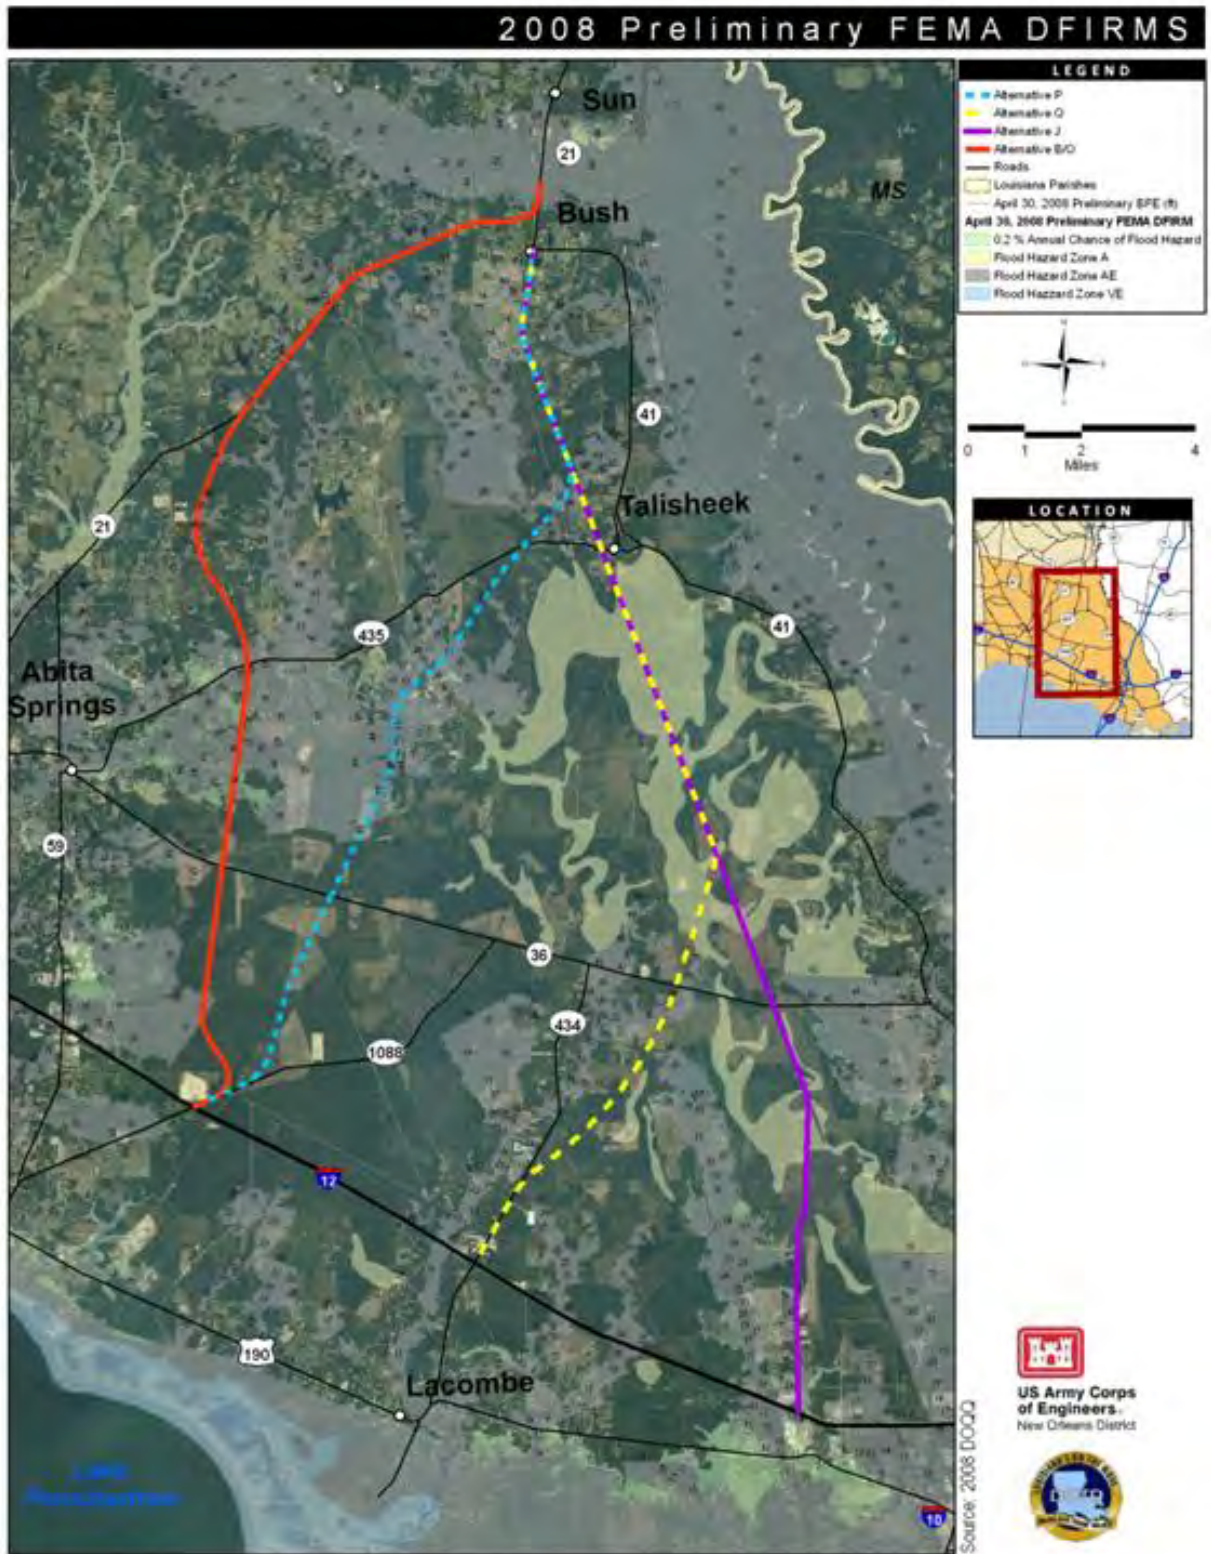 2008 Preliminary FEMA DFIRMS
LEGEND
Alternative P
Alternative Q
Alternative J
Alternative B/O
Roads
Louisiana Parishes
April 30, 2008 Preliminary BFE (ft)
April 30, 2008 Preliminary FEMA DFIRM
0.2 % Annual Chance of Flood Hazard
Flood Hazard Zone A
Flood Hazard Zone AE
Flood Hazzard Zone VE
0 1 2 4
Miles
LOCATION
Sun
21
MS
Bush
41
Talisheek
21
435
41
Abita
Springs
59
36
434
1088
12
190
Lacombe
Lake
Pontchartrain
10
US Army Corps
of Engineers.
New Orleans District
Source: 2008 DOQQ